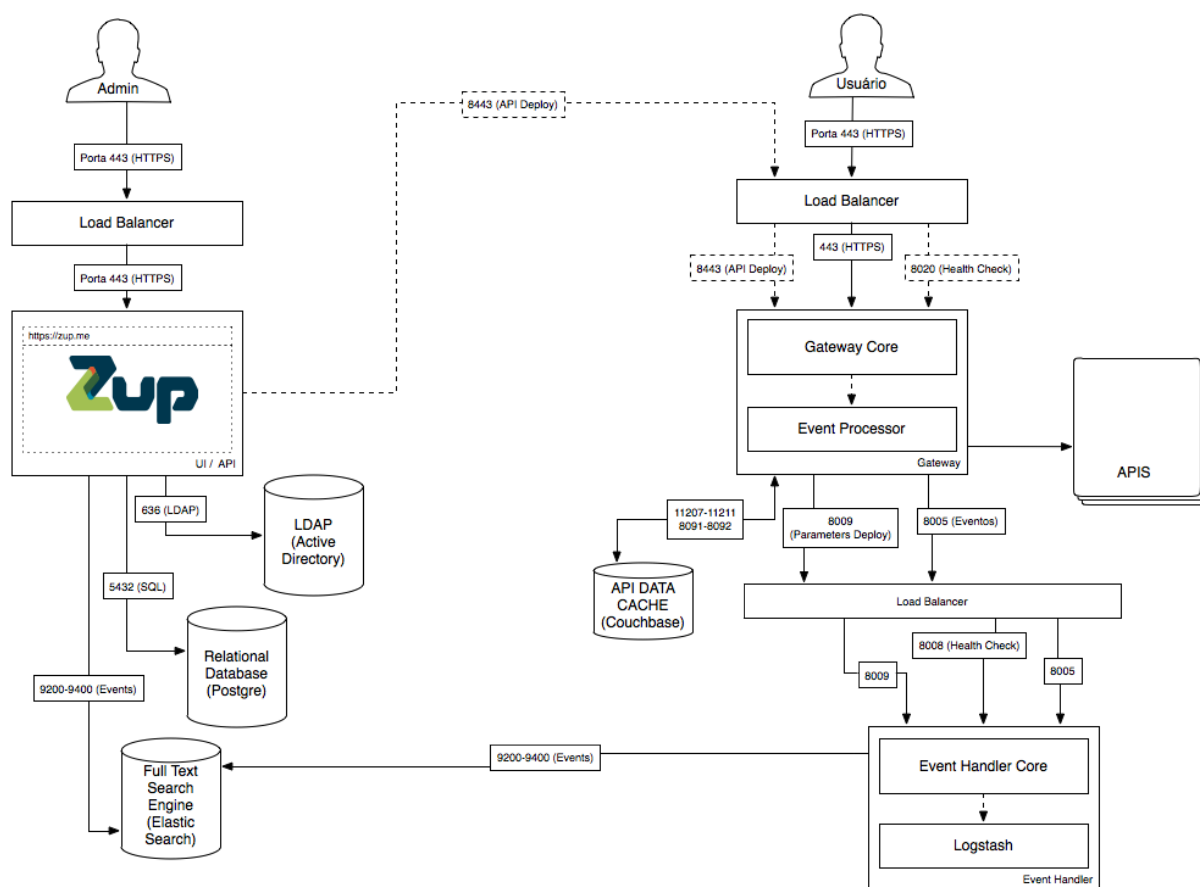 Admin
Usuário
8443 (API Deploy)
Porta 443 (HTTPS)
Porta 443 (HTTPS)
Load Balancer
Load Balancer
443 (HTTPS)
Porta 443 (HTTPS)
8443 (API Deploy)
8020 (Health Check)
https://zup.me
Zup
UI / API
Gateway Core
Event Processor
Gateway
APIS
636 (LDAP)
LDAP
(Active
Directory)
11207-11211
8091-8092
8009
(Parameters Deploy)
8005 (Eventos)
5432 (SQL)
API DATA
CACHE
(Couchbase)
Load Balancer
Relational
Database
(Postgre)
8009
8008 (Health Check)
8005
9200-9400 (Events)
Full Text
Search
Engine
(Elastic
Search)
9200-9400 (Events)
Event Handler Core
Logstash
Event Handler